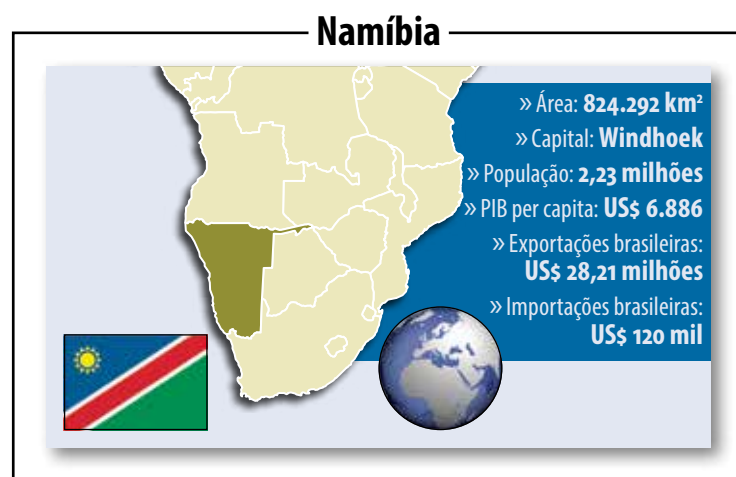 Namíbia
» Área: 824.292 km²
» Capital: Windhoek
» População: 2,23 milhões
» PIB per capita: US$ 6.886
» Exportações brasileiras:
US$ 28,21 milhões
» Importações brasileiras:
US$ 120 mil